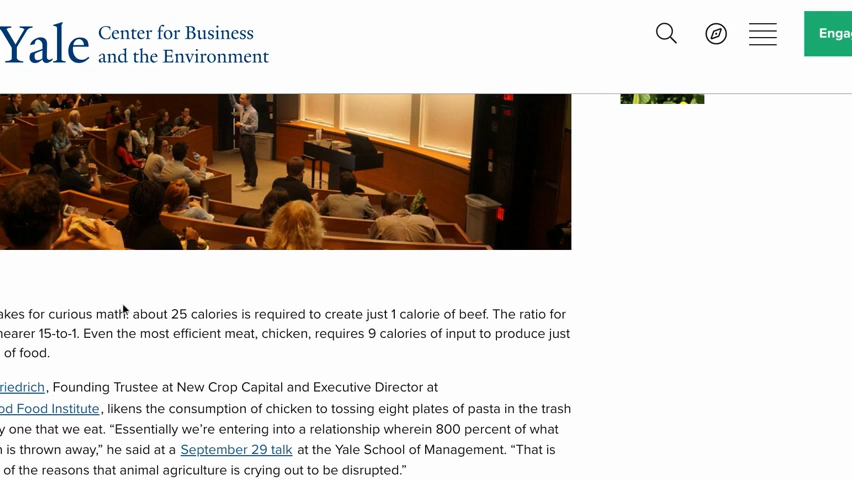 Yale Center for Business
and the Environment
Enga
akes for curious math: about 25 calories is required to create just 1 calorie of beef. The ratio for
nearer 15-to-1. Even the most efficient meat, chicken, requires 9 calories of input to produce just
of food.
riedrich, Founding Trustee at New Crop Capital and Executive Director at
od Food Institute, likens the consumption of chicken to tossing eight plates of pasta in the trash
y one that we eat. “Essentially we’re entering into a relationship wherein 800 percent of what
n is thrown away,” he said at a September 29 talk at the Yale School of Management. “That is
of the reasons that animal agriculture is crying out to be disrupted.”